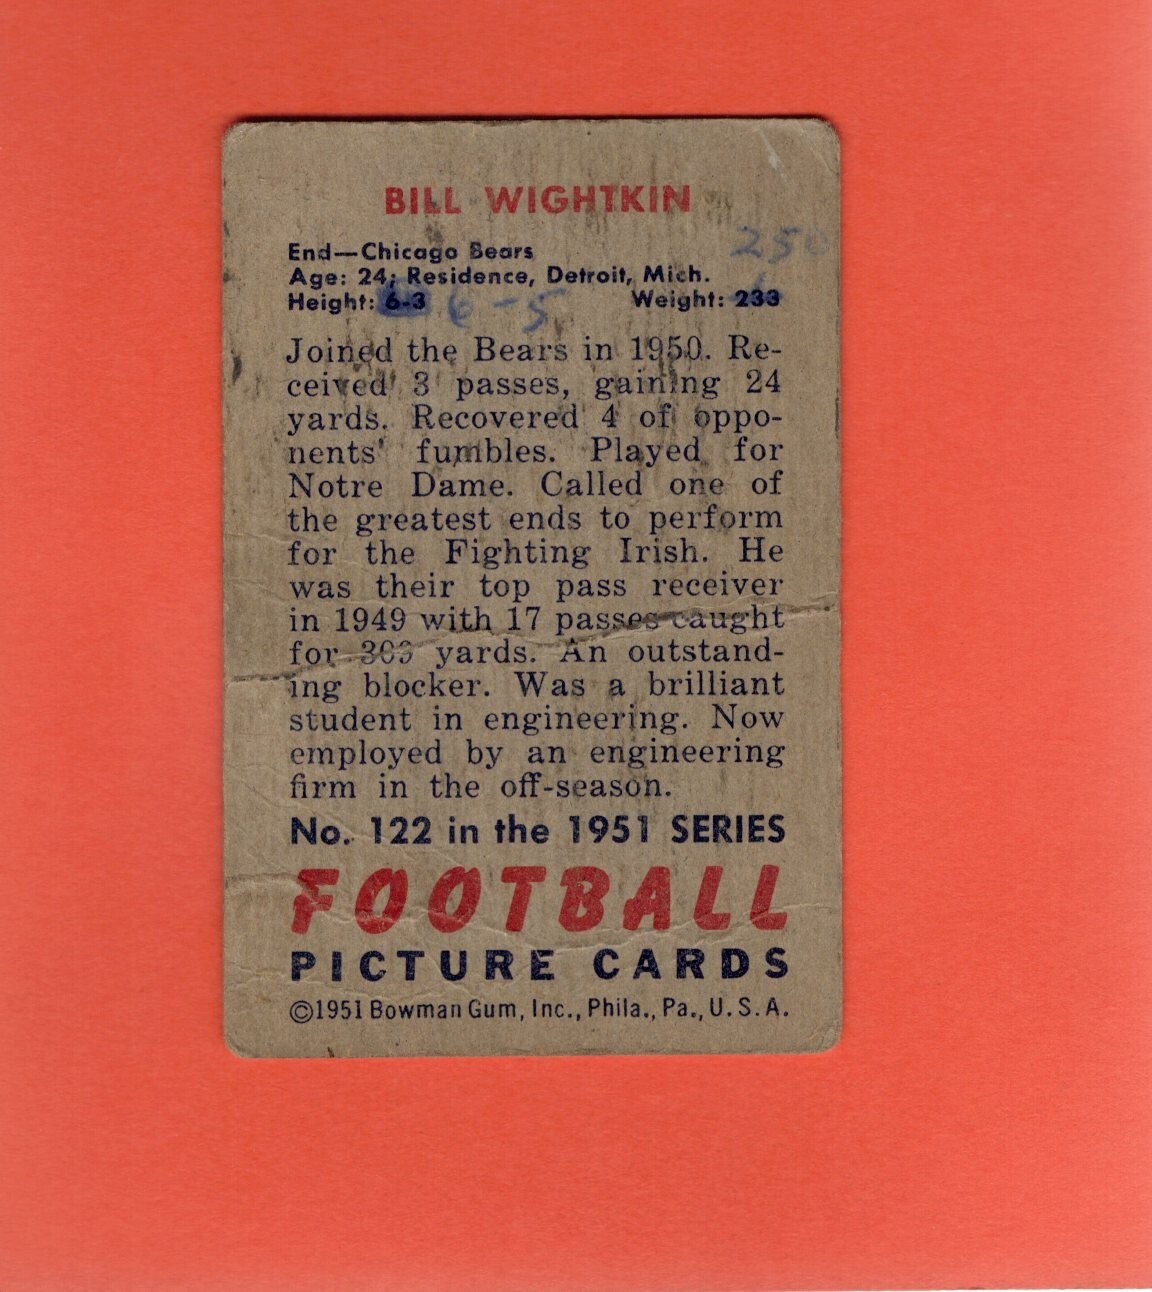 BILL WIGHTKIN
250
End—Chicago Bears
Age: 24; Residence, Detroit, Mich.
Height: 6-3 6-5 Weight: 233
Joined the Bears in 1950. Re-
ceived 3 passes, gaining 24
yards. Recovered 4 of oppo-
nents' fumbles. Played for
Notre Dame. Called one of
the greatest ends to perform
for the Fighting Irish. He
was their top pass receiver
in 1949 with 17 passes caught
for yards. An outstand-
ing blocker. Was a brilliant
student in engineering. Now
employed by an engineering
firm in the off-season.
No. 122 in the 1951 SERIES
FOOTBALL
PICTURE CARDS
©1951 Bowman Gum, Inc., Phila., Pa., U.S.A.